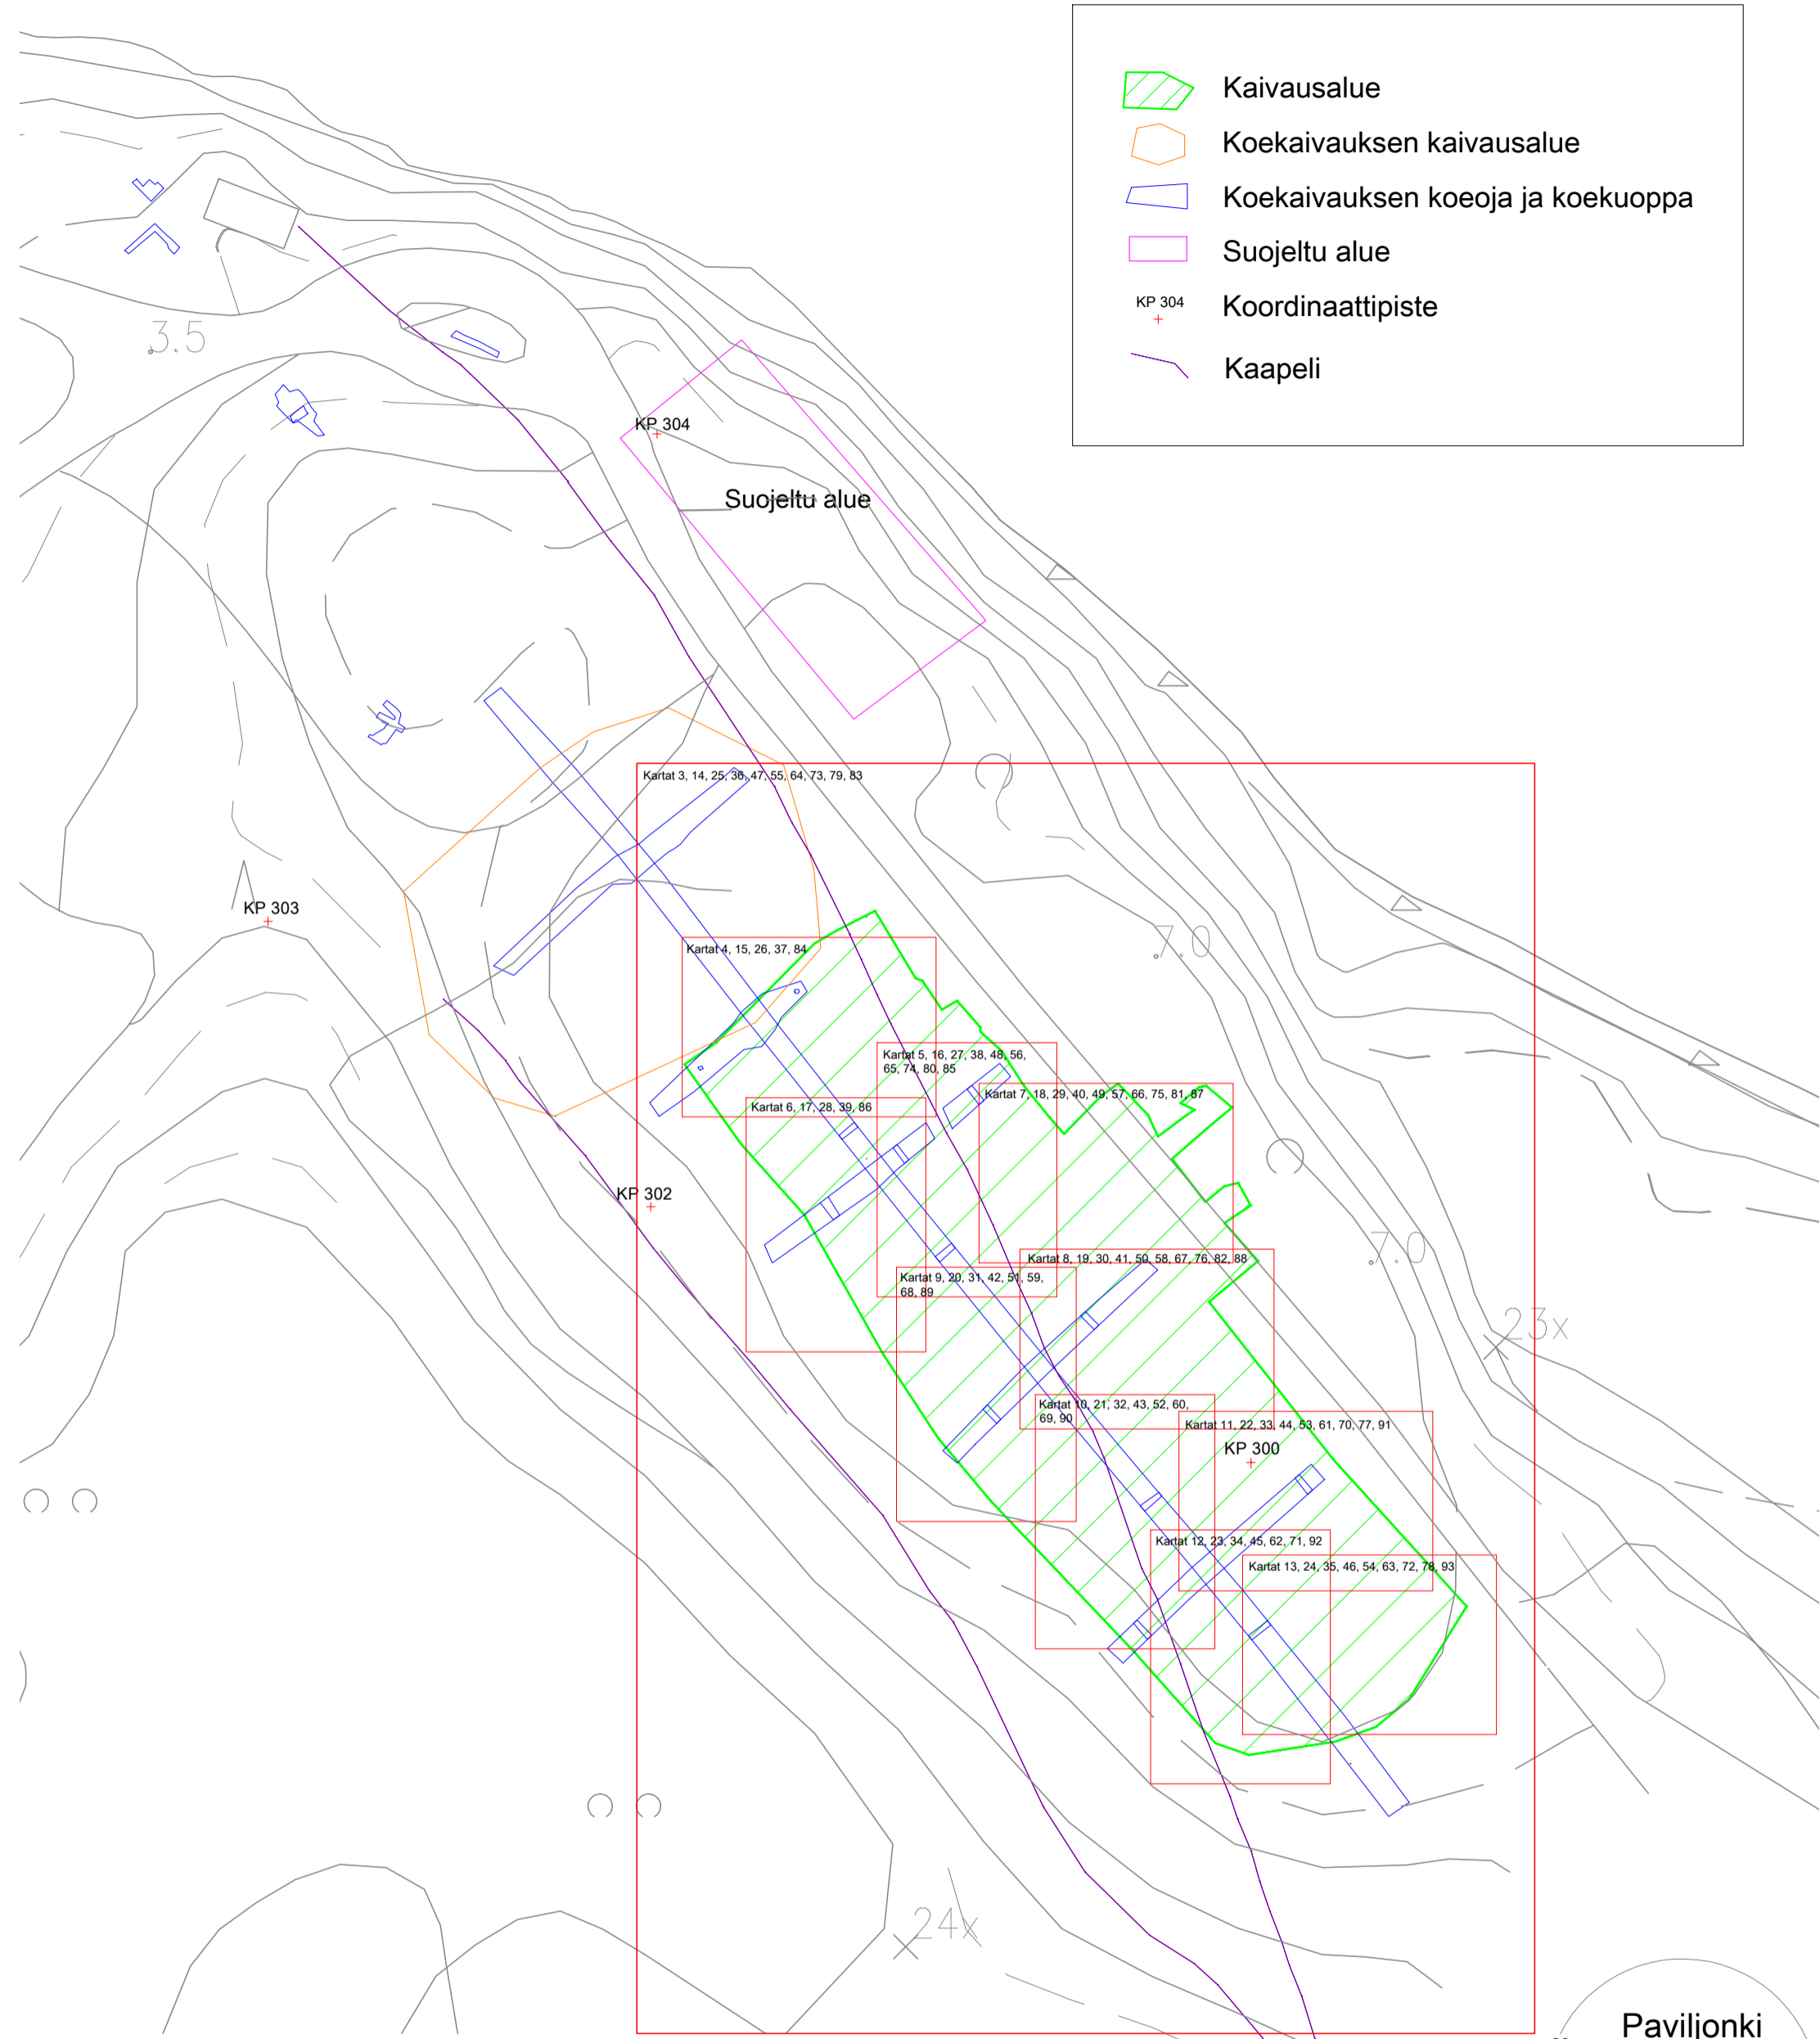 Kaivausalue
Koekaivauksen kaivausalue
Koekaivauksen koeoja ja koekuoppa
Suojeltu alue
KP 304
Koordinaattipiste
Kaapeli
3.5
KP 304
Suojeltu alue
Kartat 3, 14, 25, 36, 47, 55, 64, 73, 79, 83
KP 303
7.0
Kartat 4, 15, 26, 37, 84
Kartat 5, 16, 27, 38, 48, 56,
65, 74, 80, 85
Kartat 7, 18, 29, 40, 49, 57, 66, 75, 81, 87
Kartat 6, 17, 28, 39, 86
KP 302
7.0
Kartat 8, 19, 30, 41, 50, 58, 67, 76, 82, 88
Kartat 9, 20, 31, 42, 51, 59,
68, 89
23x
Kartat 10, 21, 32, 43, 52, 60,
69, 90
Kartat 11, 22, 33, 44, 53, 61, 70, 77, 91
KP 300
Kartat 12, 23, 34, 45, 62, 71, 92
Kartat 13, 24, 35, 46, 54, 63, 72, 78, 93
24x
Paviljonki